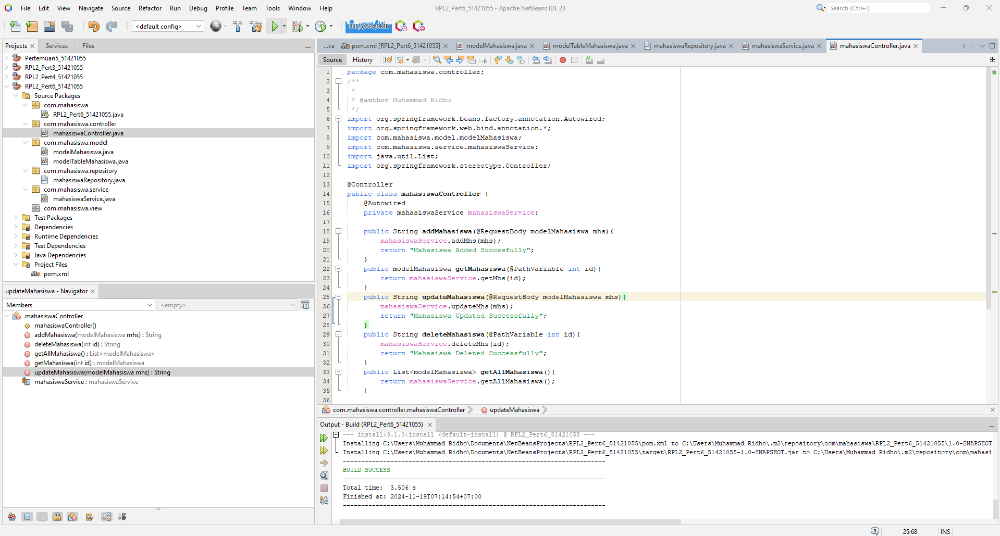 File Edit View Navigate Source Refactor Run Debug Profile Team Tools Window Help
RPL2_Pert6_51421055 - Apache NetBeans IDE 23
Search (Ctrl+I)
<default config>
335,5/524,0MB
Projects Services Files
Pertemuan5_51421055
RPL2_Pert3_51421055
RPL2_Pert4_51421055
RPL2_Pert6_51421055
Source Packages
com.mahasiswa
RPL2_Pert6_51421055.java
com.mahasiswa.controller
mahasiswaController.java
com.mahasiswa.model
modelMahasiswa.java
modelTableMahasiswa.java
com.mahasiswa.repository
mahasiswaRepository.java
com.mahasiswa.service
mahasiswaService.java
com.mahasiswa.view
Test Packages
Dependencies
Runtime Dependencies
Test Dependencies
Java Dependencies
Project Files
pom.xml
updateMahasiswa - Navigator
Members
<empty>
mahasiswaController
mahasiswaController()
addMahasiswa(modelMahasiswa mhs) : String
deleteMahasiswa(int id) : String
getAllMahasiswa() : List<modelMahasiswa>
getMahasiswa(int id) : modelMahasiswa
updateMahasiswa(modelMahasiswa mhs) : String
mahasiswaService : mahasiswaService
...va pom.xml [RPL2_Pert6_51421055] modelMahasiswa.java modelTableMahasiswa.java mahasiswaRepository.java mahasiswaService.java mahasiswaController.java
Source History
1 package com.mahasiswa.controller;
2 /**
3 *
4 * @author Muhammad Ridho
5 */
6 import org.springframework.beans.factory.annotation.Autowired;
7 import org.springframework.web.bind.annotation.*;
8 import com.mahasiswa.model.modelMahasiswa;
9 import com.mahasiswa.service.mahasiswaService;
10 import java.util.List;
11 import org.springframework.stereotype.Controller;
12
13 @Controller
14 public class mahasiswaController {
15 @Autowired
16 private mahasiswaService mahasiswaService;
17
18 public String addMahasiswa(@RequestBody modelMahasiswa mhs){
19 mahasiswaService.addMhs(mhs);
20 return "Mahasiswa Added Succesfully";
21 }
22 public modelMahasiswa getMahasiswa(@PathVariable int id){
23 return mahasiswaService.getMhs(id);
24 }
25 public String updateMahasiswa(@RequestBody modelMahasiswa mhs){
26 mahasiswaService.updateMhs(mhs);
27 return "Mahasiswa Updated Successfully";
28 }
29 public String deleteMahasiswa(@PathVariable int id){
30 mahasiswaService.deleteMhs(id);
31 return "Mahasiswa Deleted Successfully";
32 }
33 public List<modelMahasiswa> getAllMahasiswa(){
34 return mahasiswaService.getAllMahasiswa();
35 }
36
com.mahasiswa.controller.mahasiswaController updateMahasiswa
Output - Build (RPL2_Pert6_51421055)
--- install:3.1.3:install (default-install) @ RPL2_Pert6_51421055 ---
Installing C:\Users\Muhammad Ridho\Documents\NetBeansProjects\RPL2_Pert6_51421055\pom.xml to C:\Users\Muhammad Ridho\.m2\repository\com\mahasiswa\RPL2_Pert6_51421055\1.0-SNAPSHOT
Installing C:\Users\Muhammad Ridho\Documents\NetBeansProjects\RPL2_Pert6_51421055\target\RPL2_Pert6_51421055-1.0-SNAPSHOT.jar to C:\Users\Muhammad Ridho\.m2\repository\com\mahasi
------------------------------------------------------------------------
BUILD SUCCESS
------------------------------------------------------------------------
Total time: 3.506 s
Finished at: 2024-11-19T07:14:54+07:00
------------------------------------------------------------------------
1 25:68 INS